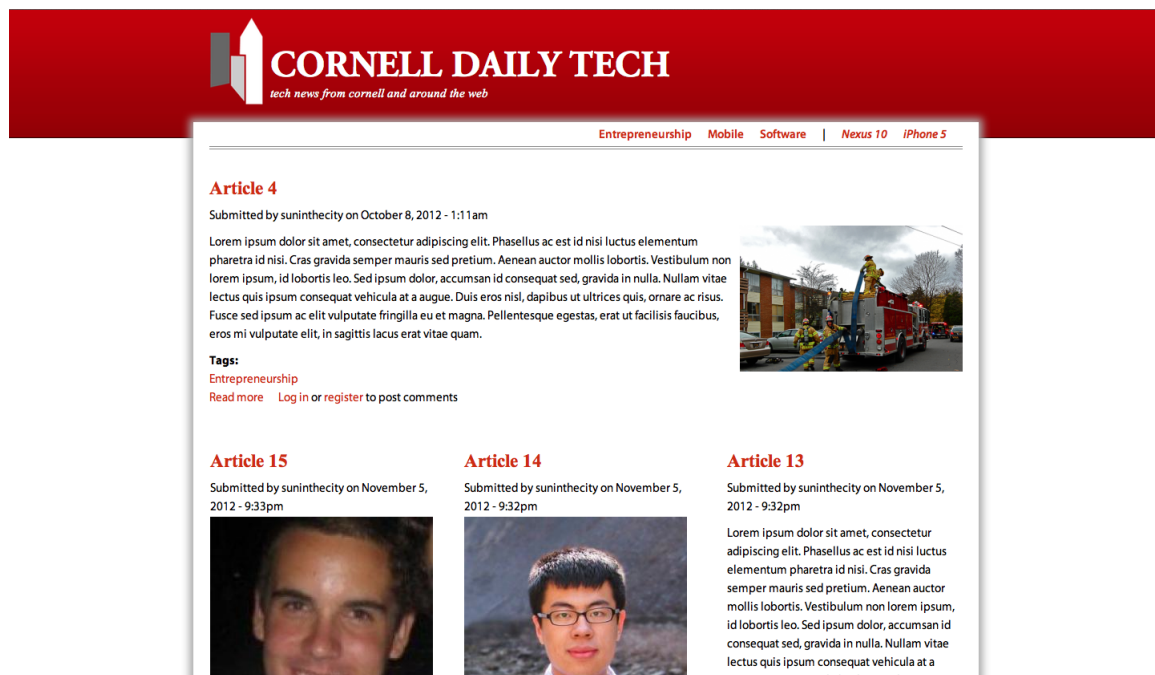 CORNELL DAILY TECH
tech news from cornell and around the web
Entrepreneurship Mobile Software | Nexus 10 iPhone 5
Article 4
Submitted by suninthecity on October 8, 2012 - 1:11am
Lorem ipsum dolor sit amet, consectetur adipiscing elit. Phasellus ac est id nisi luctus elementum
pharetra id nisi. Cras gravida semper mauris sed pretium. Aenean auctor mollis lobortis. Vestibulum non
lorem ipsum, id lobortis leo. Sed ipsum dolor, accumsan id consequat sed, gravida in nulla. Nullam vitae
lectus quis ipsum consequat vehicula at a augue. Duis eros nisl, dapibus ut ultrices quis, ornare ac risus.
Fusce sed ipsum ac elit vulputate fringilla eu et magna. Pellentesque egestas, erat ut facilisis faucibus,
eros mi vulputate elit, in sagittis lacus erat vitae quam.
Tags:
Entrepreneurship
Read more Log in or register to post comments
Article 15
Submitted by suninthecity on November 5,
2012 - 9:33pm
Article 14
Submitted by suninthecity on November 5,
2012 - 9:32pm
Article 13
Submitted by suninthecity on November 5,
2012 - 9:32pm
Lorem ipsum dolor sit amet, consectetur
adipiscing elit. Phasellus ac est id nisi luctus
elementum pharetra id nisi. Cras gravida
semper mauris sed pretium. Aenean auctor
mollis lobortis. Vestibulum non lorem ipsum,
id lobortis leo. Sed ipsum dolor, accumsan id
consequat sed, gravida in nulla. Nullam vitae
lectus quis ipsum consequat vehicula at a